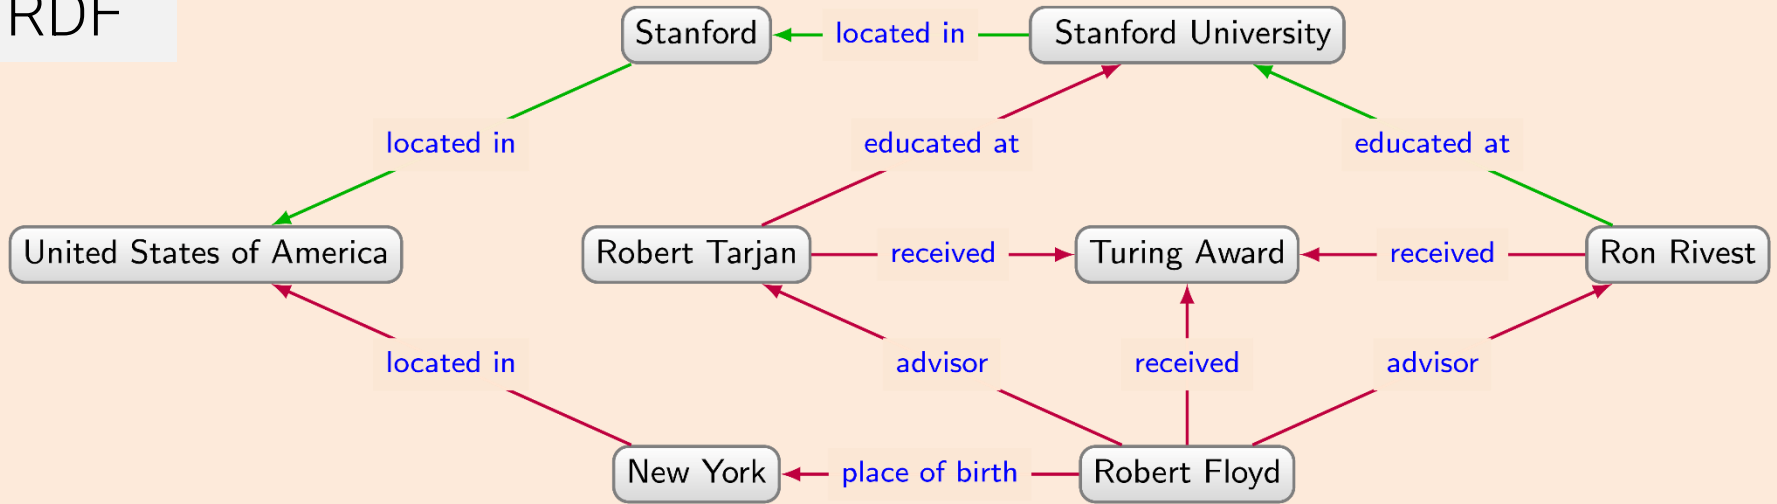 RDF
Stanford
located in
Stanford University
located in
educated at
educated at
United States of America
Robert Tarjan
received
Turing Award
received
Ron Rivest
located in
advisor
received
advisor
New York
place of birth
Robert Floyd